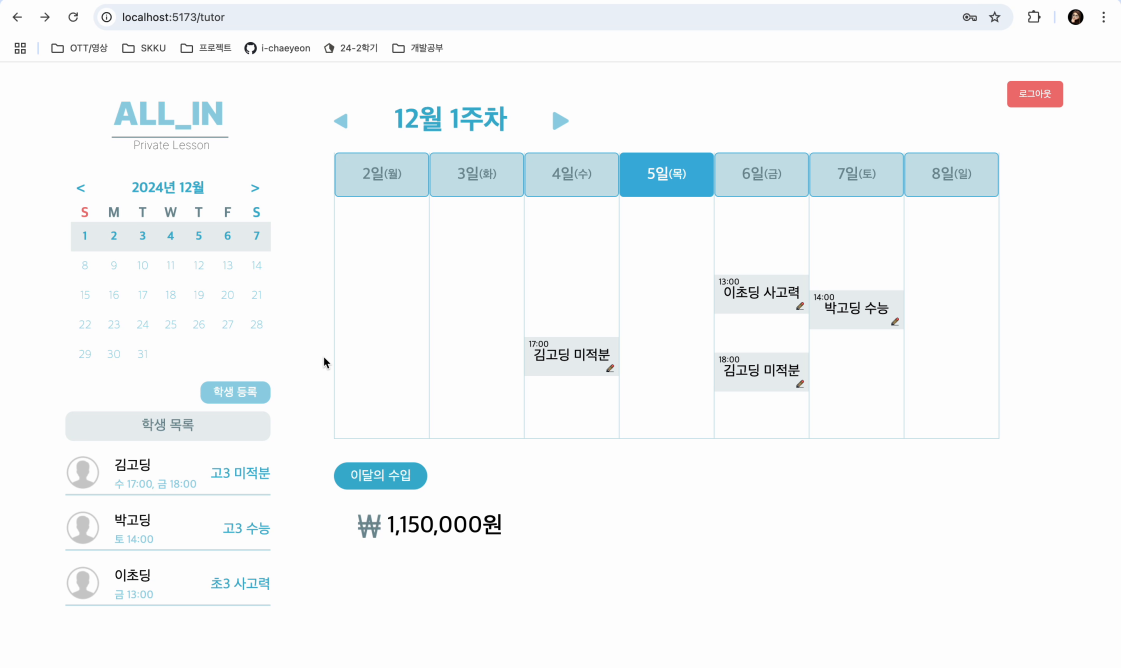 localhost:5173/tutor
OTT/영상
SKKU
프로젝트
i-chaeyeon
24-2학기
개발공부
로그아웃
ALL_IN
Private Lesson
< 2024년 12월 >
S M T W T F S
1 2 3 4 5 6 7
8 9 10 11 12 13 14
15 16 17 18 19 20 21
22 23 24 25 26 27 28
29 30 31
학생 등록
학생 목록
김고딩
수 17:00, 금 18:00
고3 미적분
박고딩
토 14:00
고3 수능
이초딩
금 13:00
초3 사고력
12월 1주차
2일(월) 3일(화) 4일(수) 5일(목) 6일(금) 7일(토) 8일(일)
17:00
김고딩 미적분
13:00
이초딩 사고력
18:00
김고딩 미적분
14:00
박고딩 수능
이달의 수입
₩ 1,150,000원